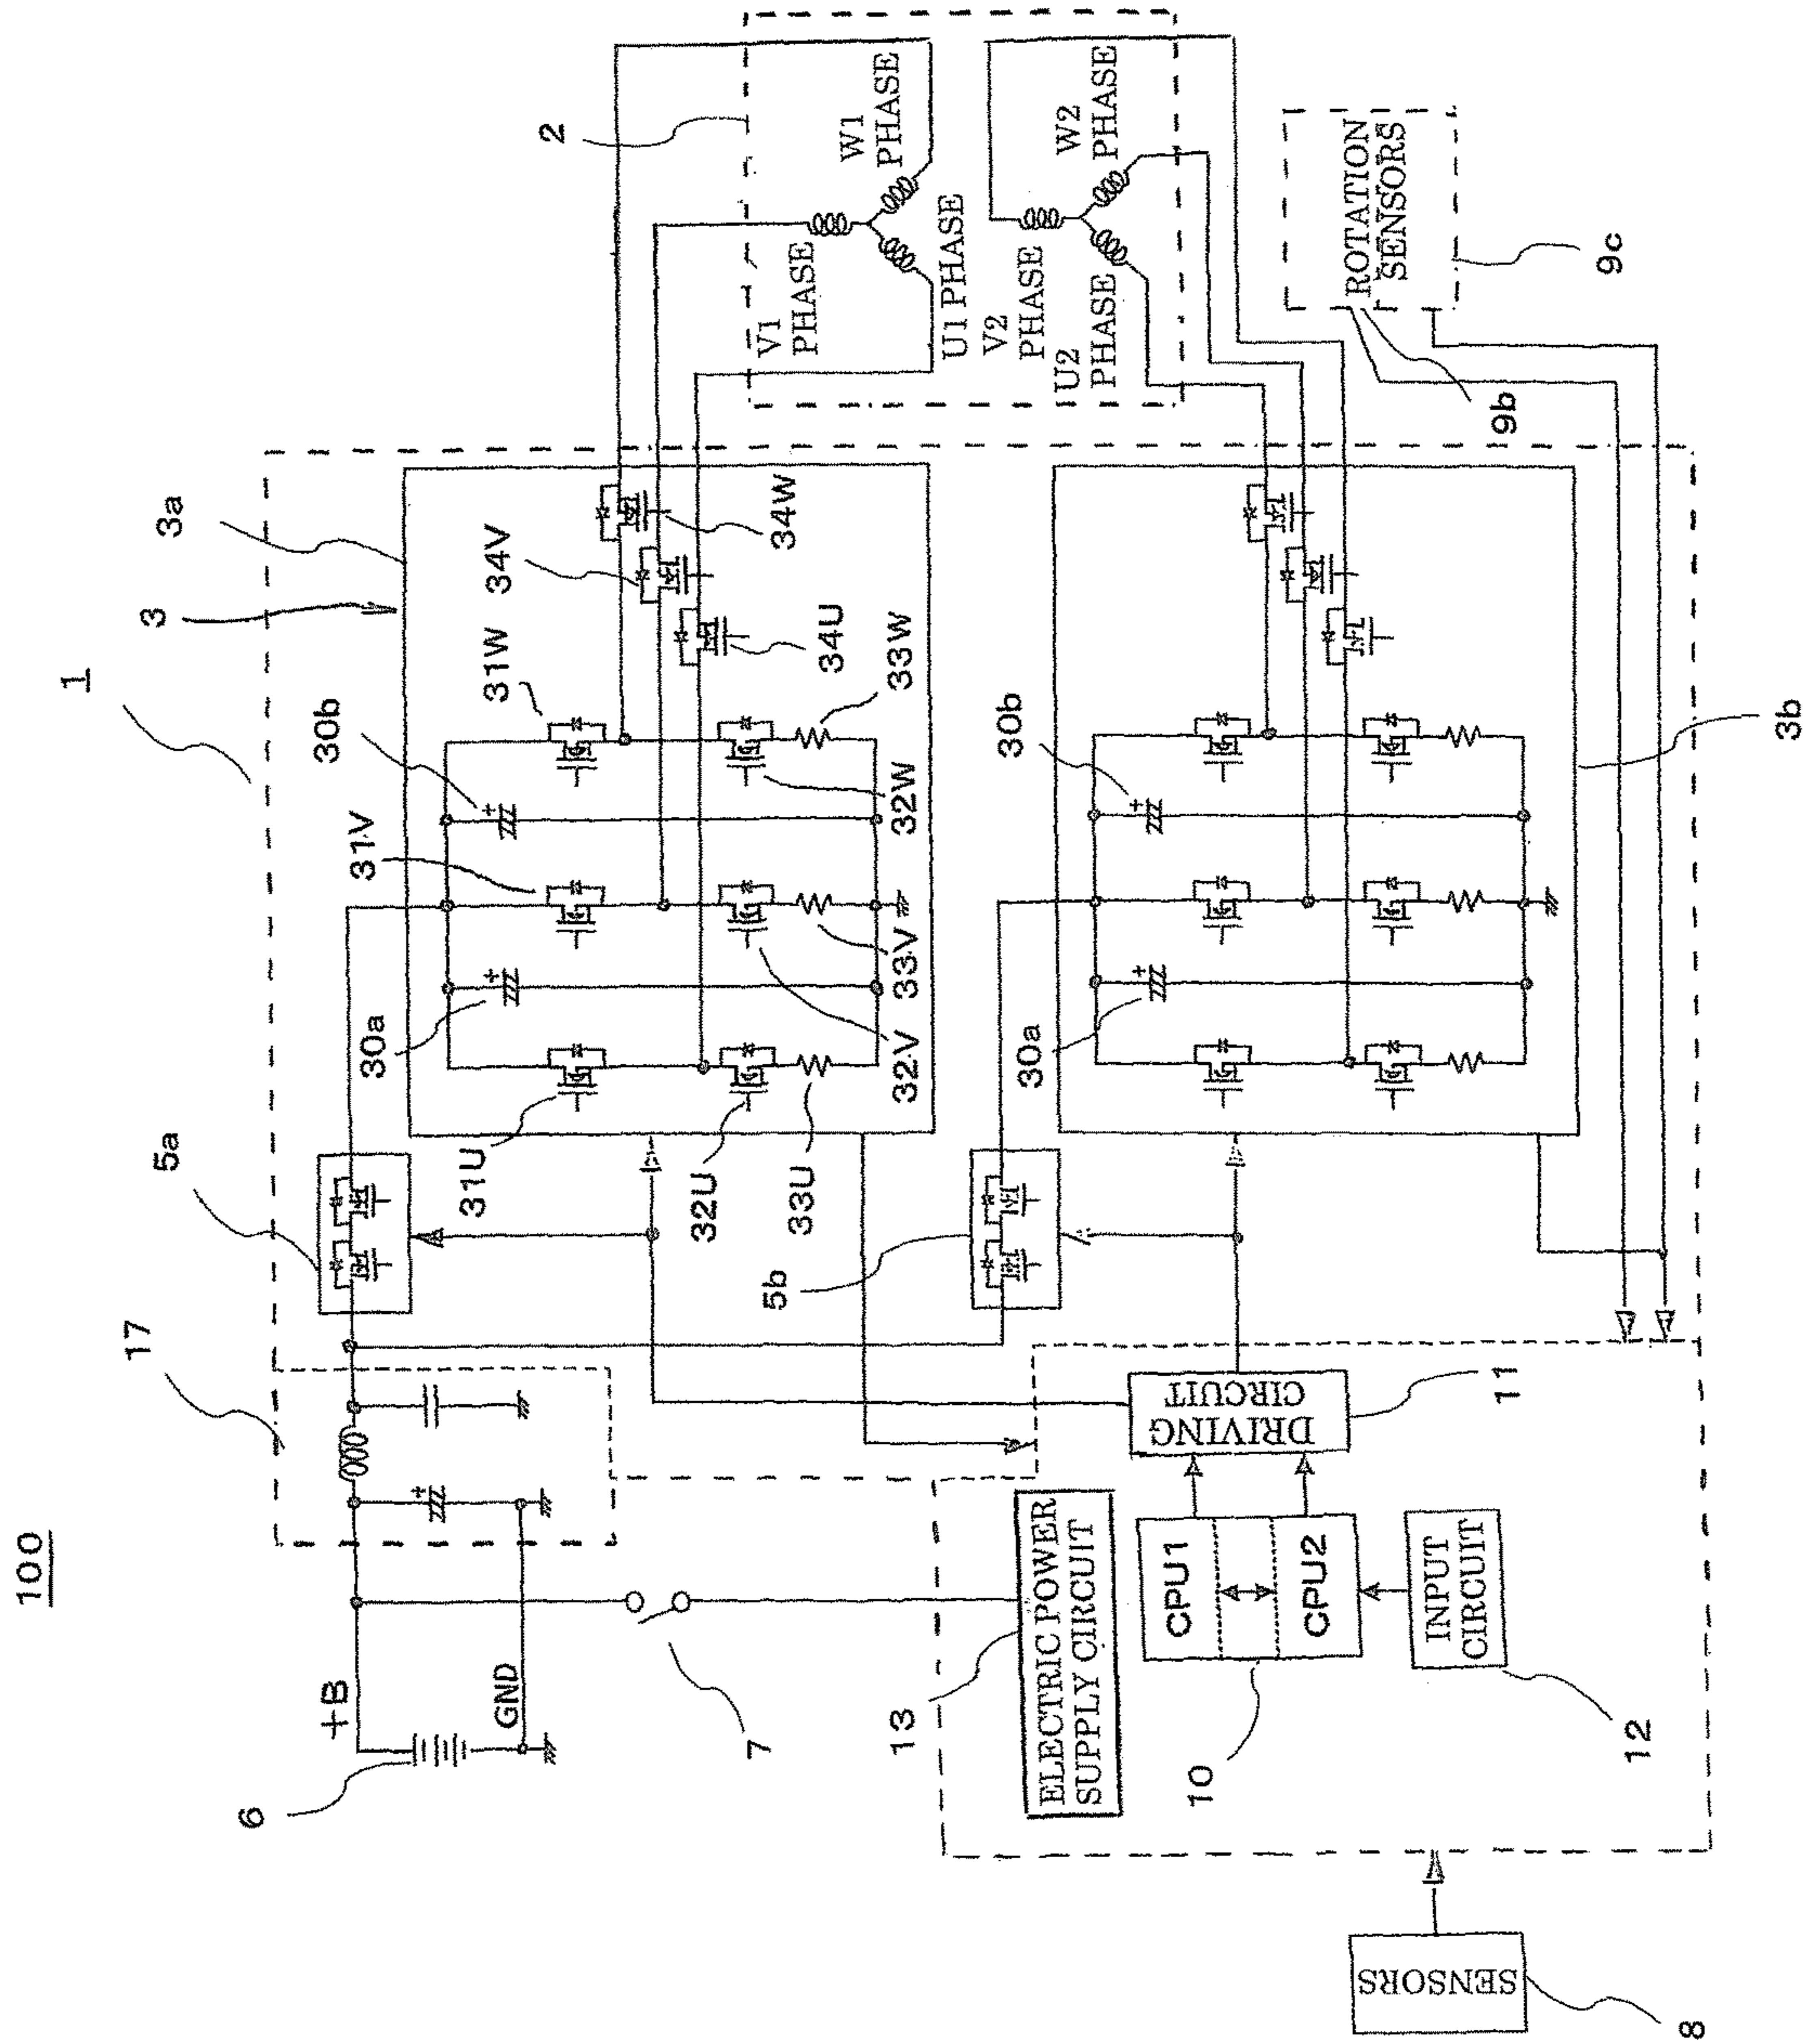 100
1
3
3a
2
17
5a
6
+B
GND
7
30a
30b
31U
31V
31W
32U
32V
32W
33U
33V
33W
34U
34V
34W
V1
PHASE
W1
PHASE
U1 PHASE
V2
PHASE
W2
PHASE
U2
PHASE
5b
30a
30b
3b
ROTATION
SENSORS
9b
9c
13
ELECTRIC POWER
SUPPLY CIRCUIT
10
CPU1
CPU2
DRIVING
CIRCUIT
11
INPUT
CIRCUIT
12
SENSORS
8